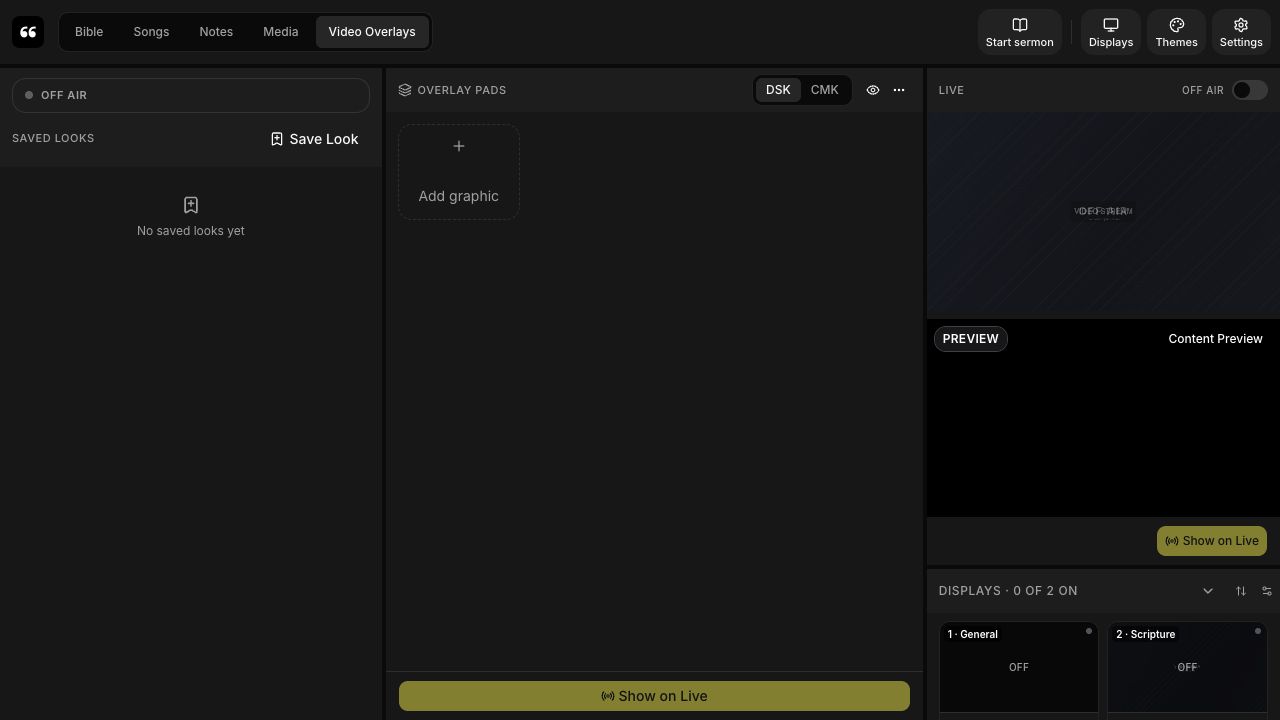 Bible
Songs
Notes
Media
Video Overlays
Start sermon
Displays
Themes
Settings
OFF AIR
SAVED LOOKS
Save Look
No saved looks yet
OVERLAY PADS
DSK
CMK
Add graphic
Show on Live
LIVE
OFF AIR
PREVIEW
Content Preview
Show on Live
DISPLAYS · 0 OF 2 ON
1 · General
OFF
2 · Scripture
OFF